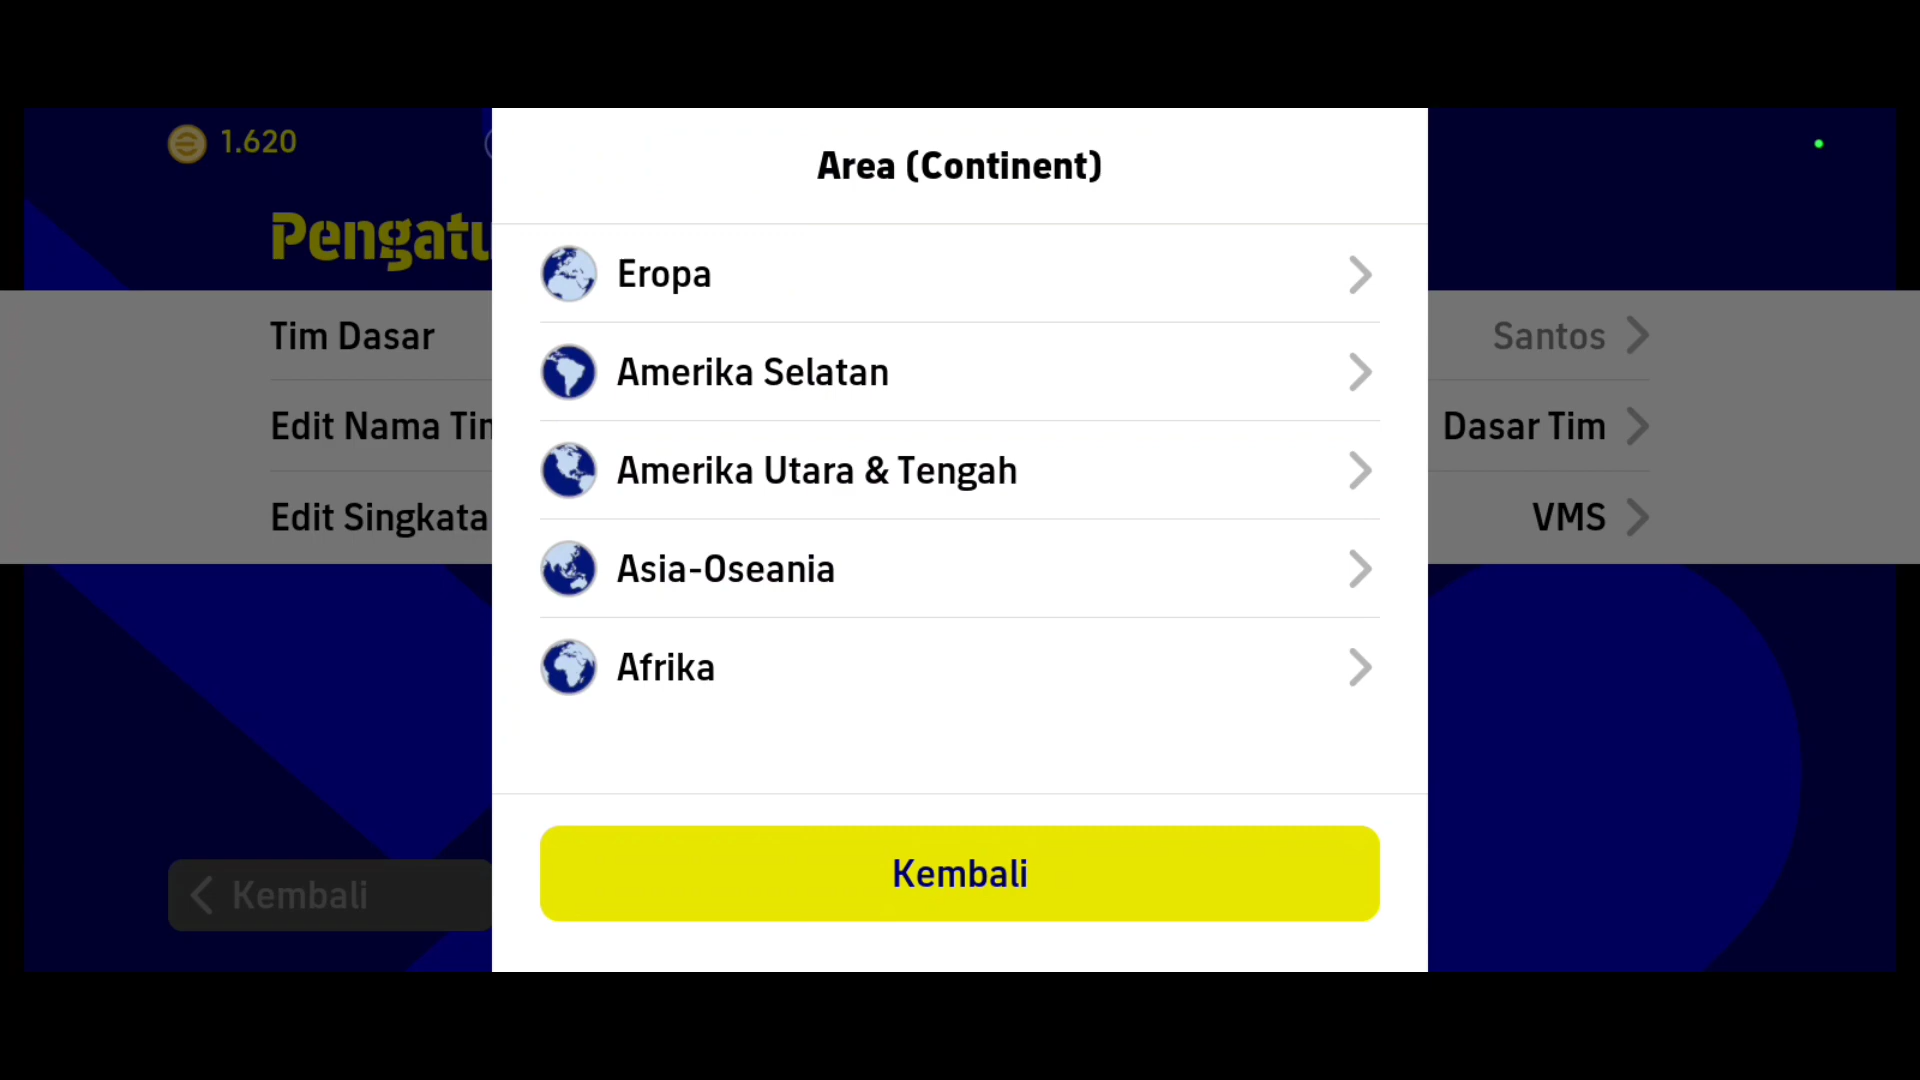 1.620
Area (Continent)
Pengatu
Eropa
Tim Dasar
Santos
Amerika Selatan
Edit Nama Tim
Dasar Tim
Amerika Utara & Tengah
Edit Singkata
VMS
Asia-Oseania
Afrika
Kembali
Kembali